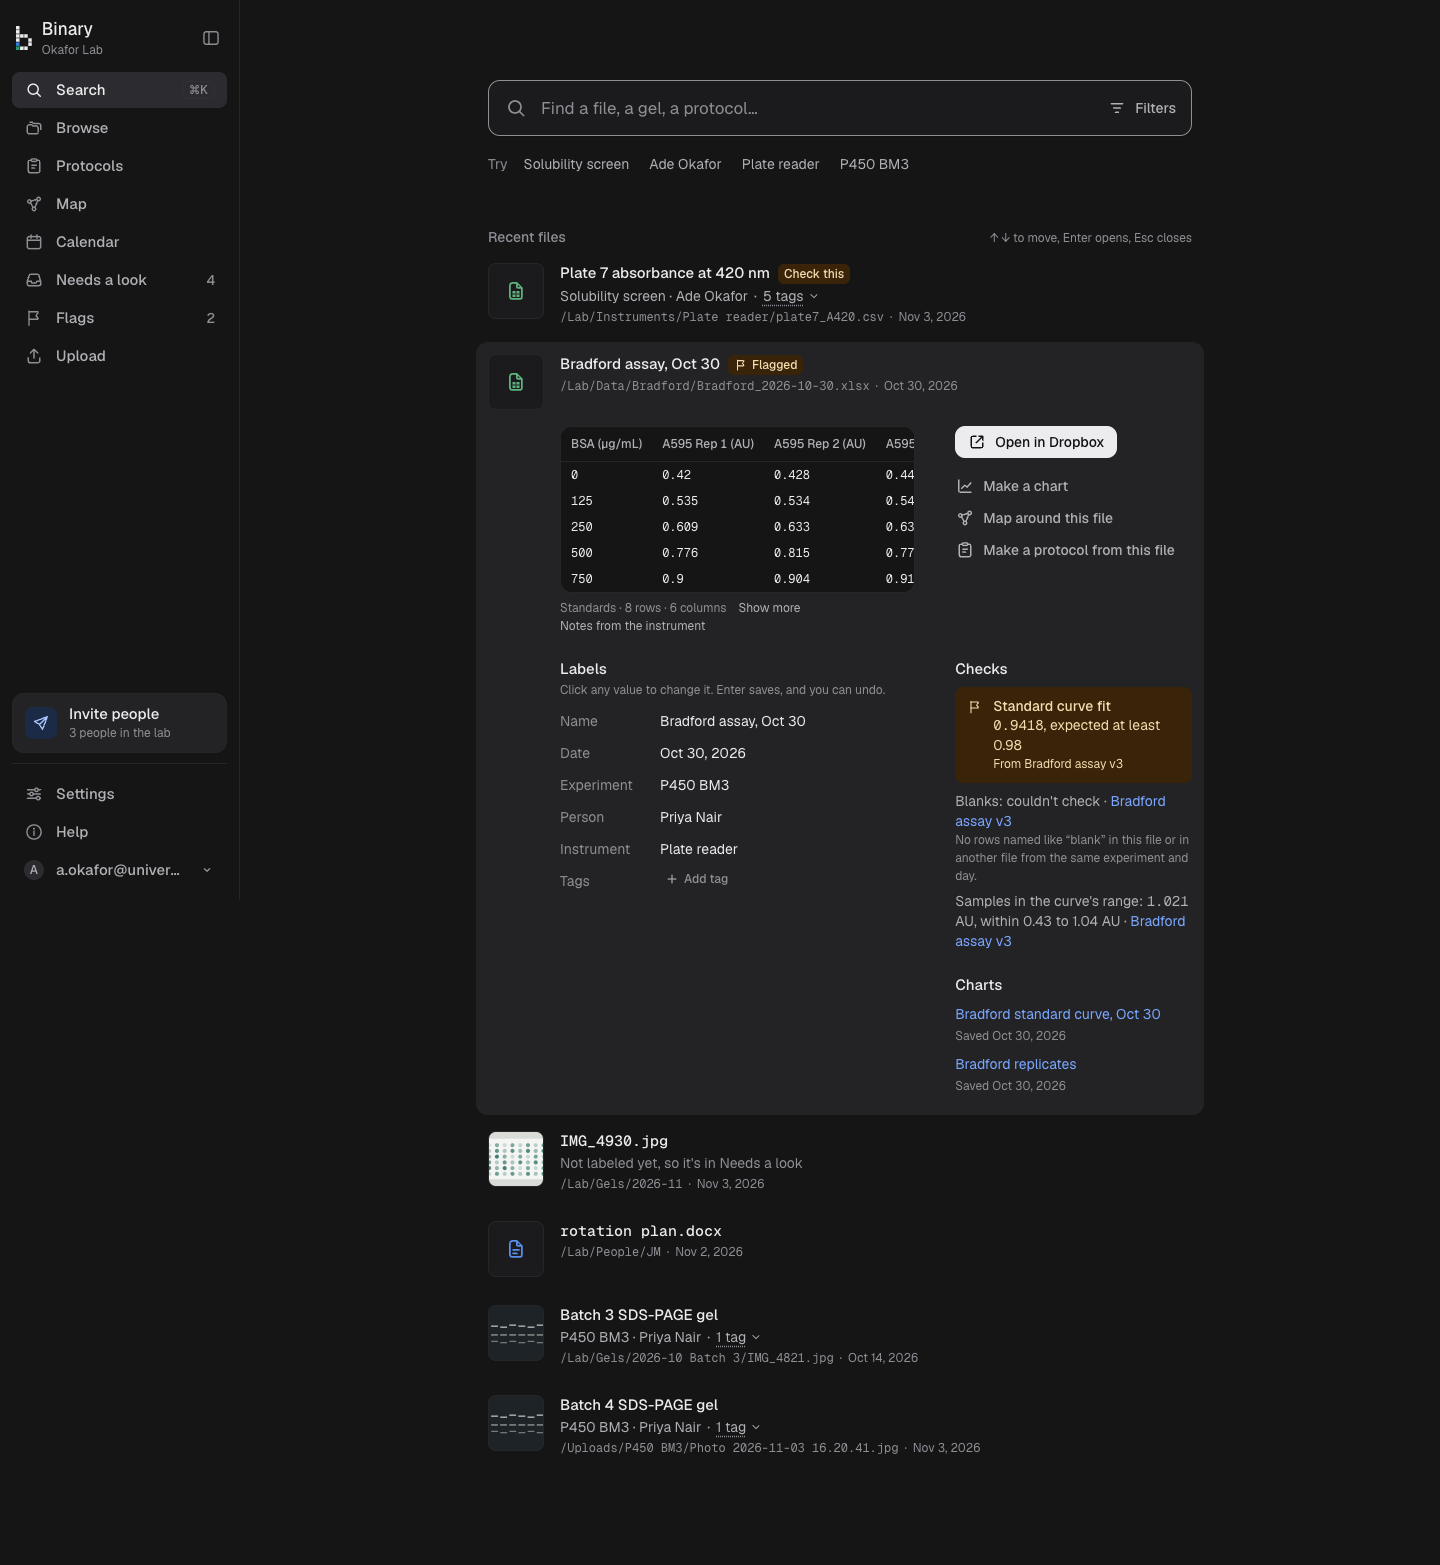 Binary
Okafor Lab
Search ⌘K
Browse
Protocols
Map
Calendar
Needs a look 4
Flags 2
Upload
Invite people
3 people in the lab
Settings
Help
A a.okafor@univer...
Find a file, a gel, a protocol...
Filters
Try Solubility screen Ade Okafor Plate reader P450 BM3
Recent files
↑↓ to move, Enter opens, Esc closes
Plate 7 absorbance at 420 nm Check this
Solubility screen · Ade Okafor · 5 tags
/Lab/Instruments/Plate reader/plate7_A420.csv · Nov 3, 2026
Bradford assay, Oct 30 Flagged
/Lab/Data/Bradford/Bradford_2026-10-30.xlsx · Oct 30, 2026
BSA (µg/mL) A595 Rep 1 (AU) A595 Rep 2 (AU) A595
0 0.42 0.428 0.44
125 0.535 0.534 0.54
250 0.609 0.633 0.63
500 0.776 0.815 0.77
750 0.9 0.904 0.91
Standards · 8 rows · 6 columns Show more
Notes from the instrument
Open in Dropbox
Make a chart
Map around this file
Make a protocol from this file
Labels
Click any value to change it. Enter saves, and you can undo.
Name Bradford assay, Oct 30
Date Oct 30, 2026
Experiment P450 BM3
Person Priya Nair
Instrument Plate reader
Tags + Add tag
Checks
Standard curve fit
0.9418, expected at least
0.98
From Bradford assay v3
Blanks: couldn't check · Bradford
assay v3
No rows named like “blank” in this file or in
another file from the same experiment and
day.
Samples in the curve's range: 1.021
AU, within 0.43 to 1.04 AU · Bradford
assay v3
Charts
Bradford standard curve, Oct 30
Saved Oct 30, 2026
Bradford replicates
Saved Oct 30, 2026
IMG_4930.jpg
Not labeled yet, so it's in Needs a look
/Lab/Gels/2026-11 · Nov 3, 2026
rotation plan.docx
/Lab/People/JM · Nov 2, 2026
Batch 3 SDS-PAGE gel
P450 BM3 · Priya Nair · 1 tag
/Lab/Gels/2026-10 Batch 3/IMG_4821.jpg · Oct 14, 2026
Batch 4 SDS-PAGE gel
P450 BM3 · Priya Nair · 1 tag
/Uploads/P450 BM3/Photo 2026-11-03 16.20.41.jpg · Nov 3, 2026